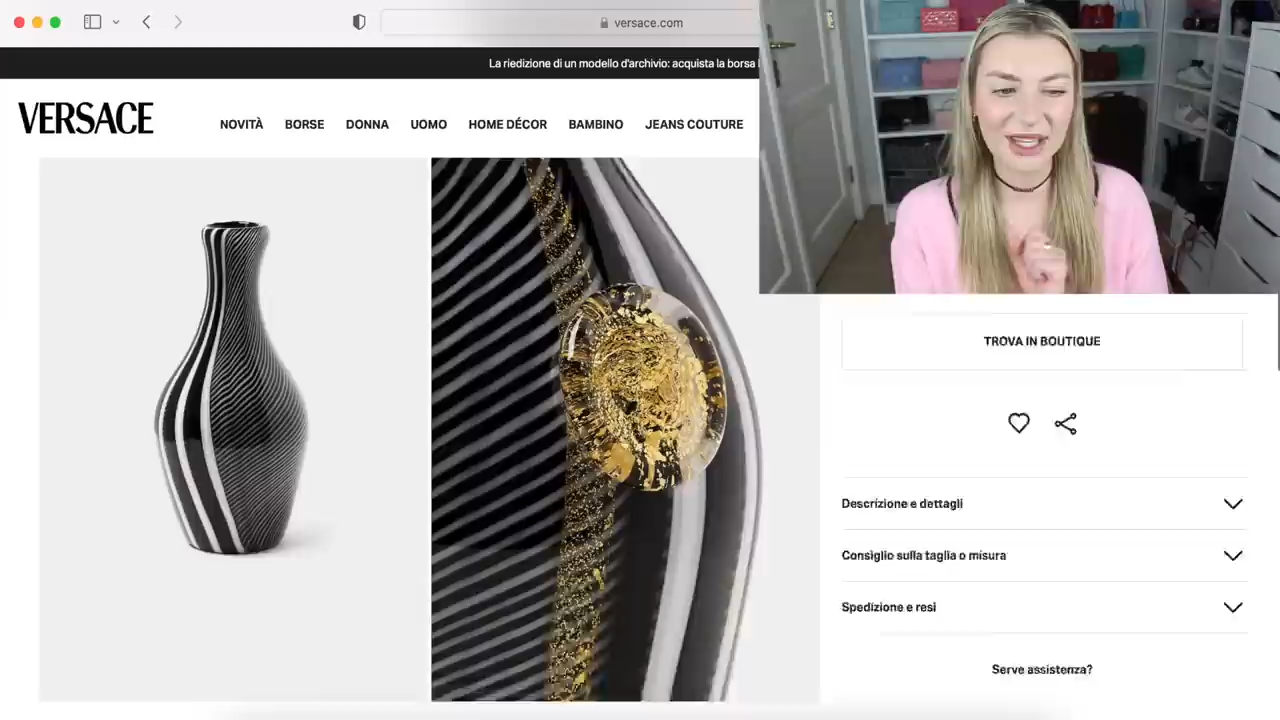 versace.com
La riedizione di un modello d'archivio: acquista la borsa
VERSACE
NOVITÀ BORSE DONNA UOMO HOME DÉCOR BAMBINO JEANS COUTURE
TROVA IN BOUTIQUE
Descrizione e dettagli
Consiglio sulla taglia o misura
Spedizione e resi
Serve assistenza?